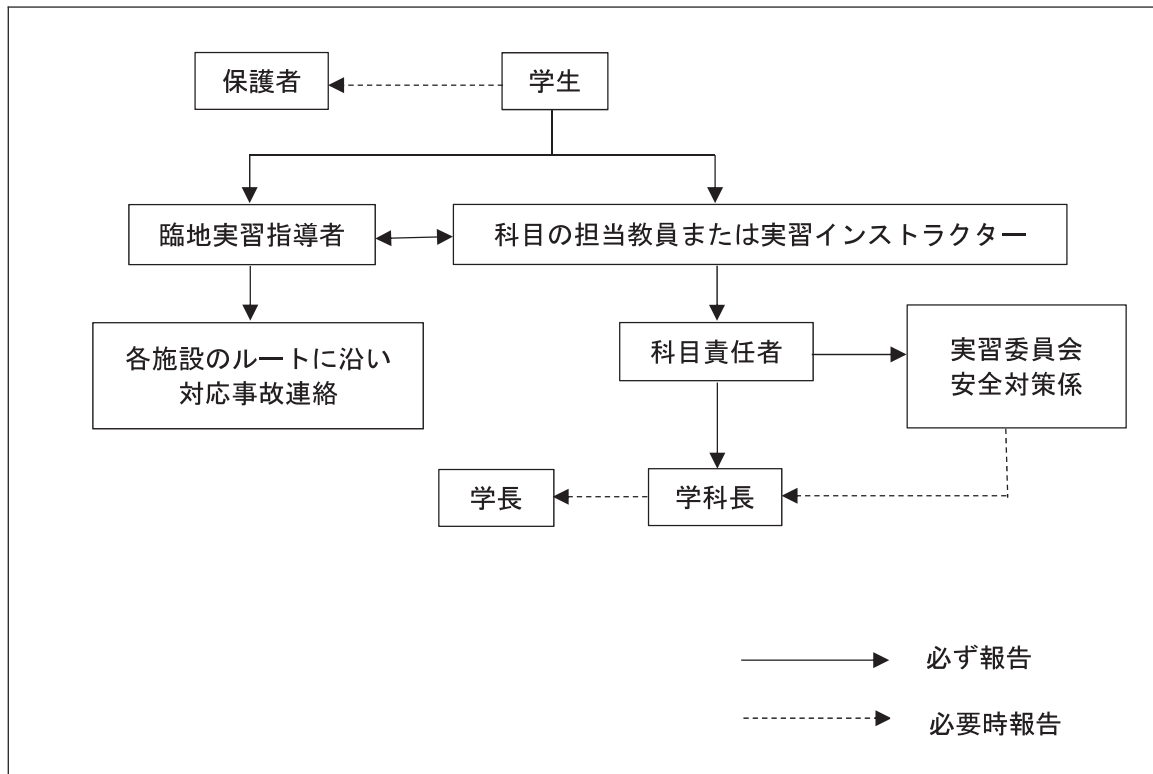 保護者
学生
臨地実習指導者
科目の担当教員または実習インストラクター
各施設のルートに沿い
対応事故連絡
科目責任者
実習委員会
安全対策係
学長
学科長
必ず報告
必要時報告